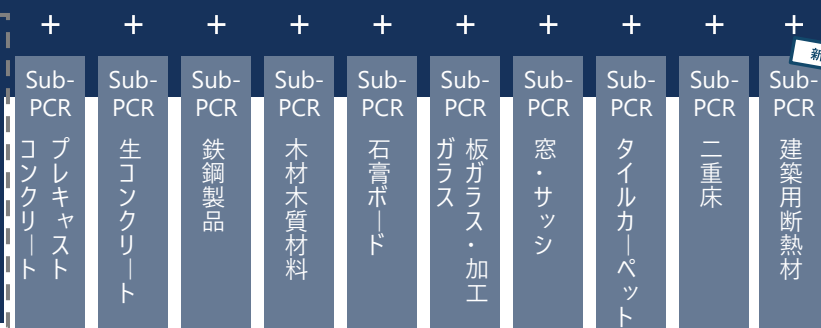 + + + + + + + + + +
新
Sub-
PCR
プレキャスト
コンクリート
Sub-
PCR
生コンクリート
Sub-
PCR
鉄鋼製品
Sub-
PCR
木材木質材料
Sub-
PCR
石膏ボード
Sub-
PCR
板ガラス・加工
ガラス
Sub-
PCR
窓・サッシ
Sub-
PCR
タイルカーペット
Sub-
PCR
二重床
Sub-
PCR
建築用断熱材